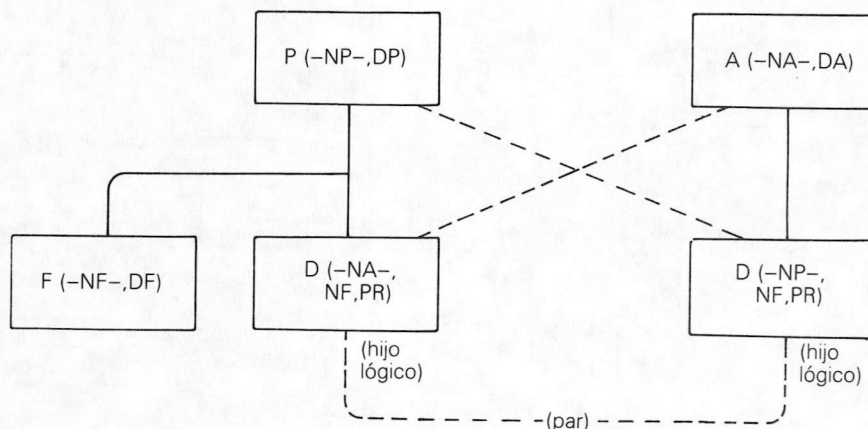 P (–NP–,DP)
A (–NA–,DA)
F (–NF–,DF)
D (–NA–,
NF,PR)
D (–NP–,
NF,PR)
(hijo
lógico)
(hijo
lógico)
(par)